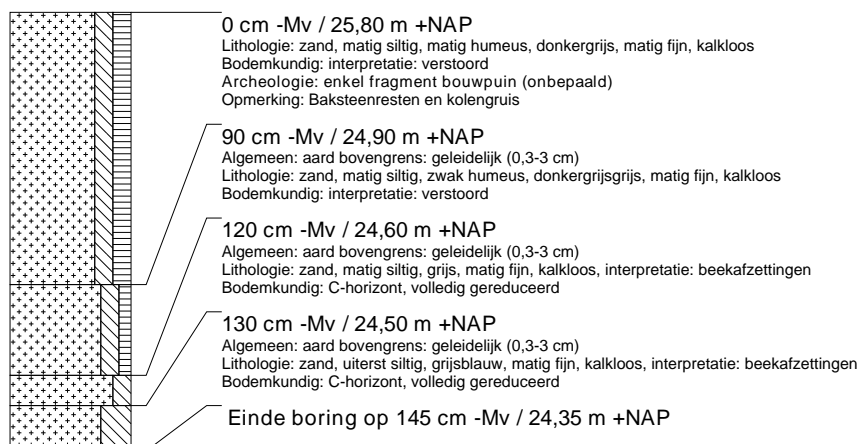 0 cm -Mv / 25,80 m +NAP
Lithologie: zand, matig siltig, matig humeus, donkergrijs, matig fijn, kalkloos
Bodemkundig: interpretatie: verstoord
Archeologie: enkel fragment bouwpuin (onbepaald)
Opmerking: Baksteenresten en kolengruis
90 cm -Mv / 24,90 m +NAP
Algemeen: aard bovengrens: geleidelijk (0,3-3 cm)
Lithologie: zand, matig siltig, zwak humeus, donkergrijsgrijs, matig fijn, kalkloos
Bodemkundig: interpretatie: verstoord
120 cm -Mv / 24,60 m +NAP
Algemeen: aard bovengrens: geleidelijk (0,3-3 cm)
Lithologie: zand, matig siltig, grijs, matig fijn, kalkloos, interpretatie: beekafzettingen
Bodemkundig: C-horizont, volledig gereduceerd
130 cm -Mv / 24,50 m +NAP
Algemeen: aard bovengrens: geleidelijk (0,3-3 cm)
Lithologie: zand, uiterst siltig, grijsblauw, matig fijn, kalkloos, interpretatie: beekafzettingen
Bodemkundig: C-horizont, volledig gereduceerd
Einde boring op 145 cm -Mv / 24,35 m +NAP